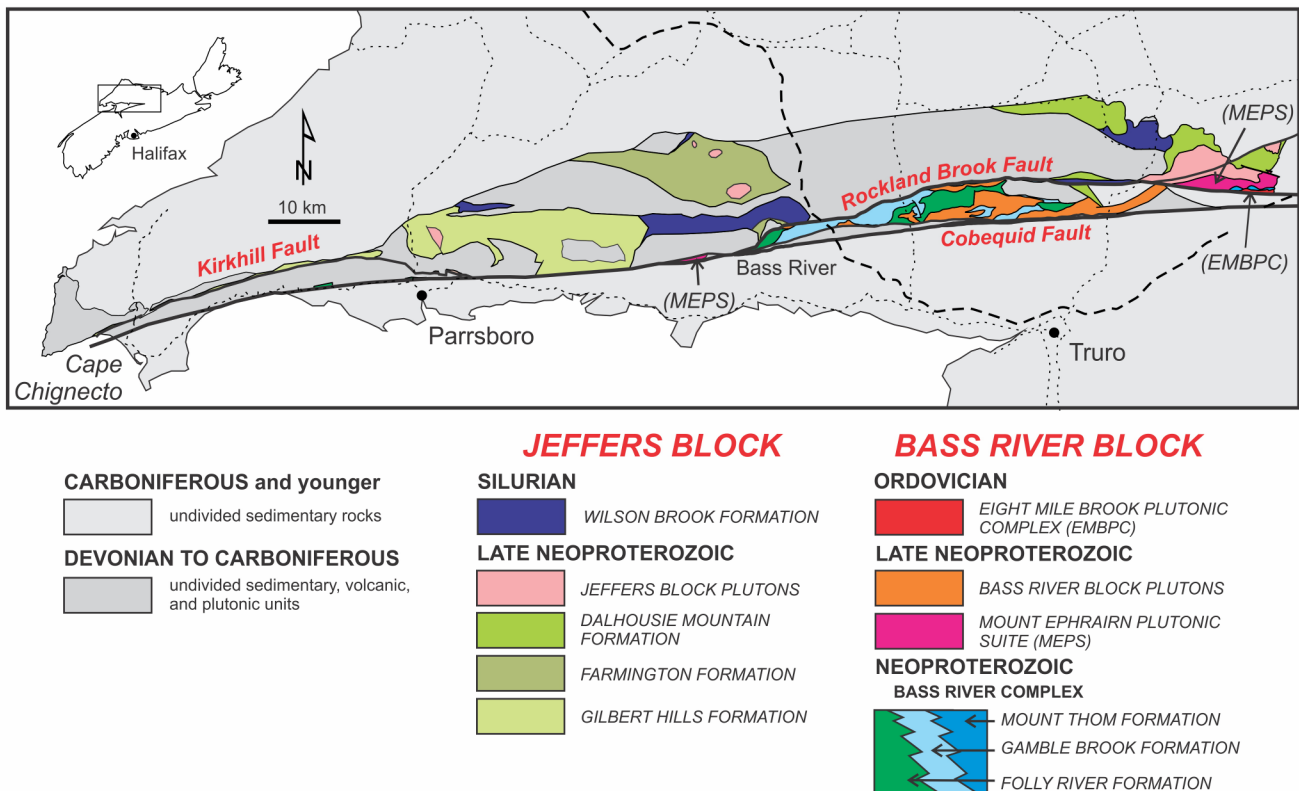 Halifax
N
10 km
(MEPS)
Rockland Brook Fault
Kirkhill Fault
Cobequid Fault
Bass River
(MEPS)
(EMBPC)
Parrsboro
Truro
Cape
Chignecto
JEFFERS BLOCK
BASS RIVER BLOCK
CARBONIFEROUS and younger
undivided sedimentary rocks
DEVONIAN TO CARBONIFEROUS
undivided sedimentary, volcanic,
and plutonic units
SILURIAN
WILSON BROOK FORMATION
LATE NEOPROTEROZOIC
JEFFERS BLOCK PLUTONS
DALHOUSIE MOUNTAIN
FORMATION
FARMINGTON FORMATION
GILBERT HILLS FORMATION
ORDOVICIAN
EIGHT MILE BROOK PLUTONIC
COMPLEX (EMBPC)
LATE NEOPROTEROZOIC
BASS RIVER BLOCK PLUTONS
MOUNT EPHRAIRN PLUTONIC
SUITE (MEPS)
NEOPROTEROZOIC
BASS RIVER COMPLEX
MOUNT THOM FORMATION
GAMBLE BROOK FORMATION
FOLLY RIVER FORMATION